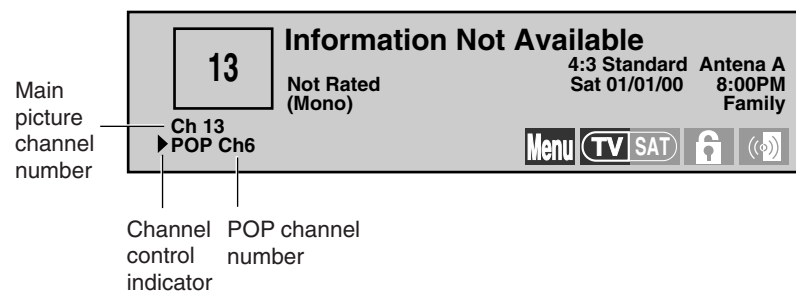 13
Information Not Available
4:3 Standard Antena A
Not Rated
Sat 01/01/00 8:00PM
(Mono)
Family
Ch 13
POP Ch6
Menu TV SAT
Main
picture
channel
number
Channel
control
indicator
POP channel
number